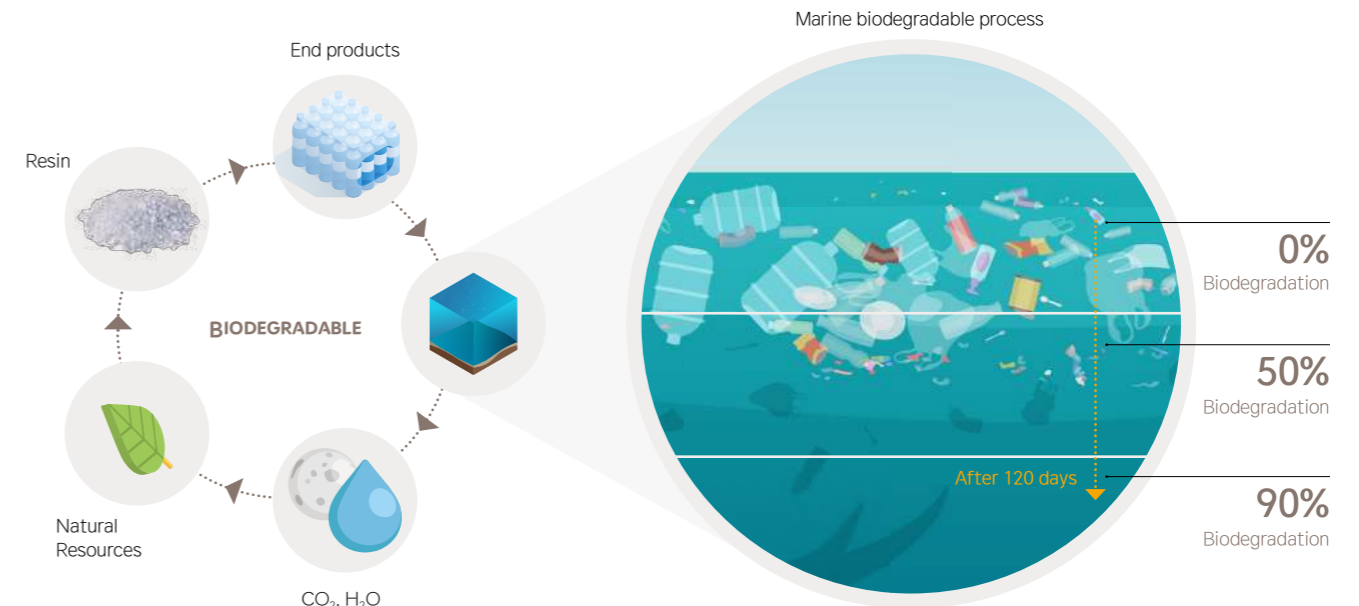 Marine biodegradable process
End products
Resin
BIODEGRADABLE
Natural
Resources
CO₂, H₂O
0%
Biodegradation
50%
Biodegradation
After 120 days
90%
Biodegradation